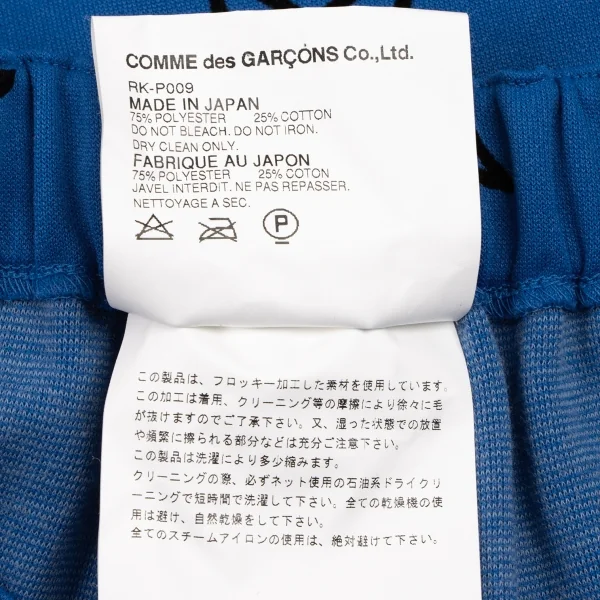 COMME des GARÇONS Co.,Ltd.
RK-P009
MADE IN JAPAN
75% POLYESTER 25% COTTON
DO NOT BLEACH. DO NOT IRON.
DRY CLEAN ONLY.
FABRIQUE AU JAPON
75% POLYESTER 25% COTON
JAVEL INTERDIT. NE PAS REPASSER.
NETTOYAGE A SEC.
P
この製品は、フロッキー加工した素材を使用しています。
この加工は着用、クリーニング等の摩擦により徐々に毛
が抜けますのでご了承下さい。又、湿った状態での放置
や頻繁に擦られる部分などは充分ご注意下さい。
この製品は洗濯により多少縮みます。
クリーニングの際、必ずネット使用の石油系ドライクリ
ーニングで短時間で洗濯して下さい。全ての乾燥機の使
用は避け、自然乾燥をして下さい。
全てのスチームアイロンの使用は、絶対避けて下さい。